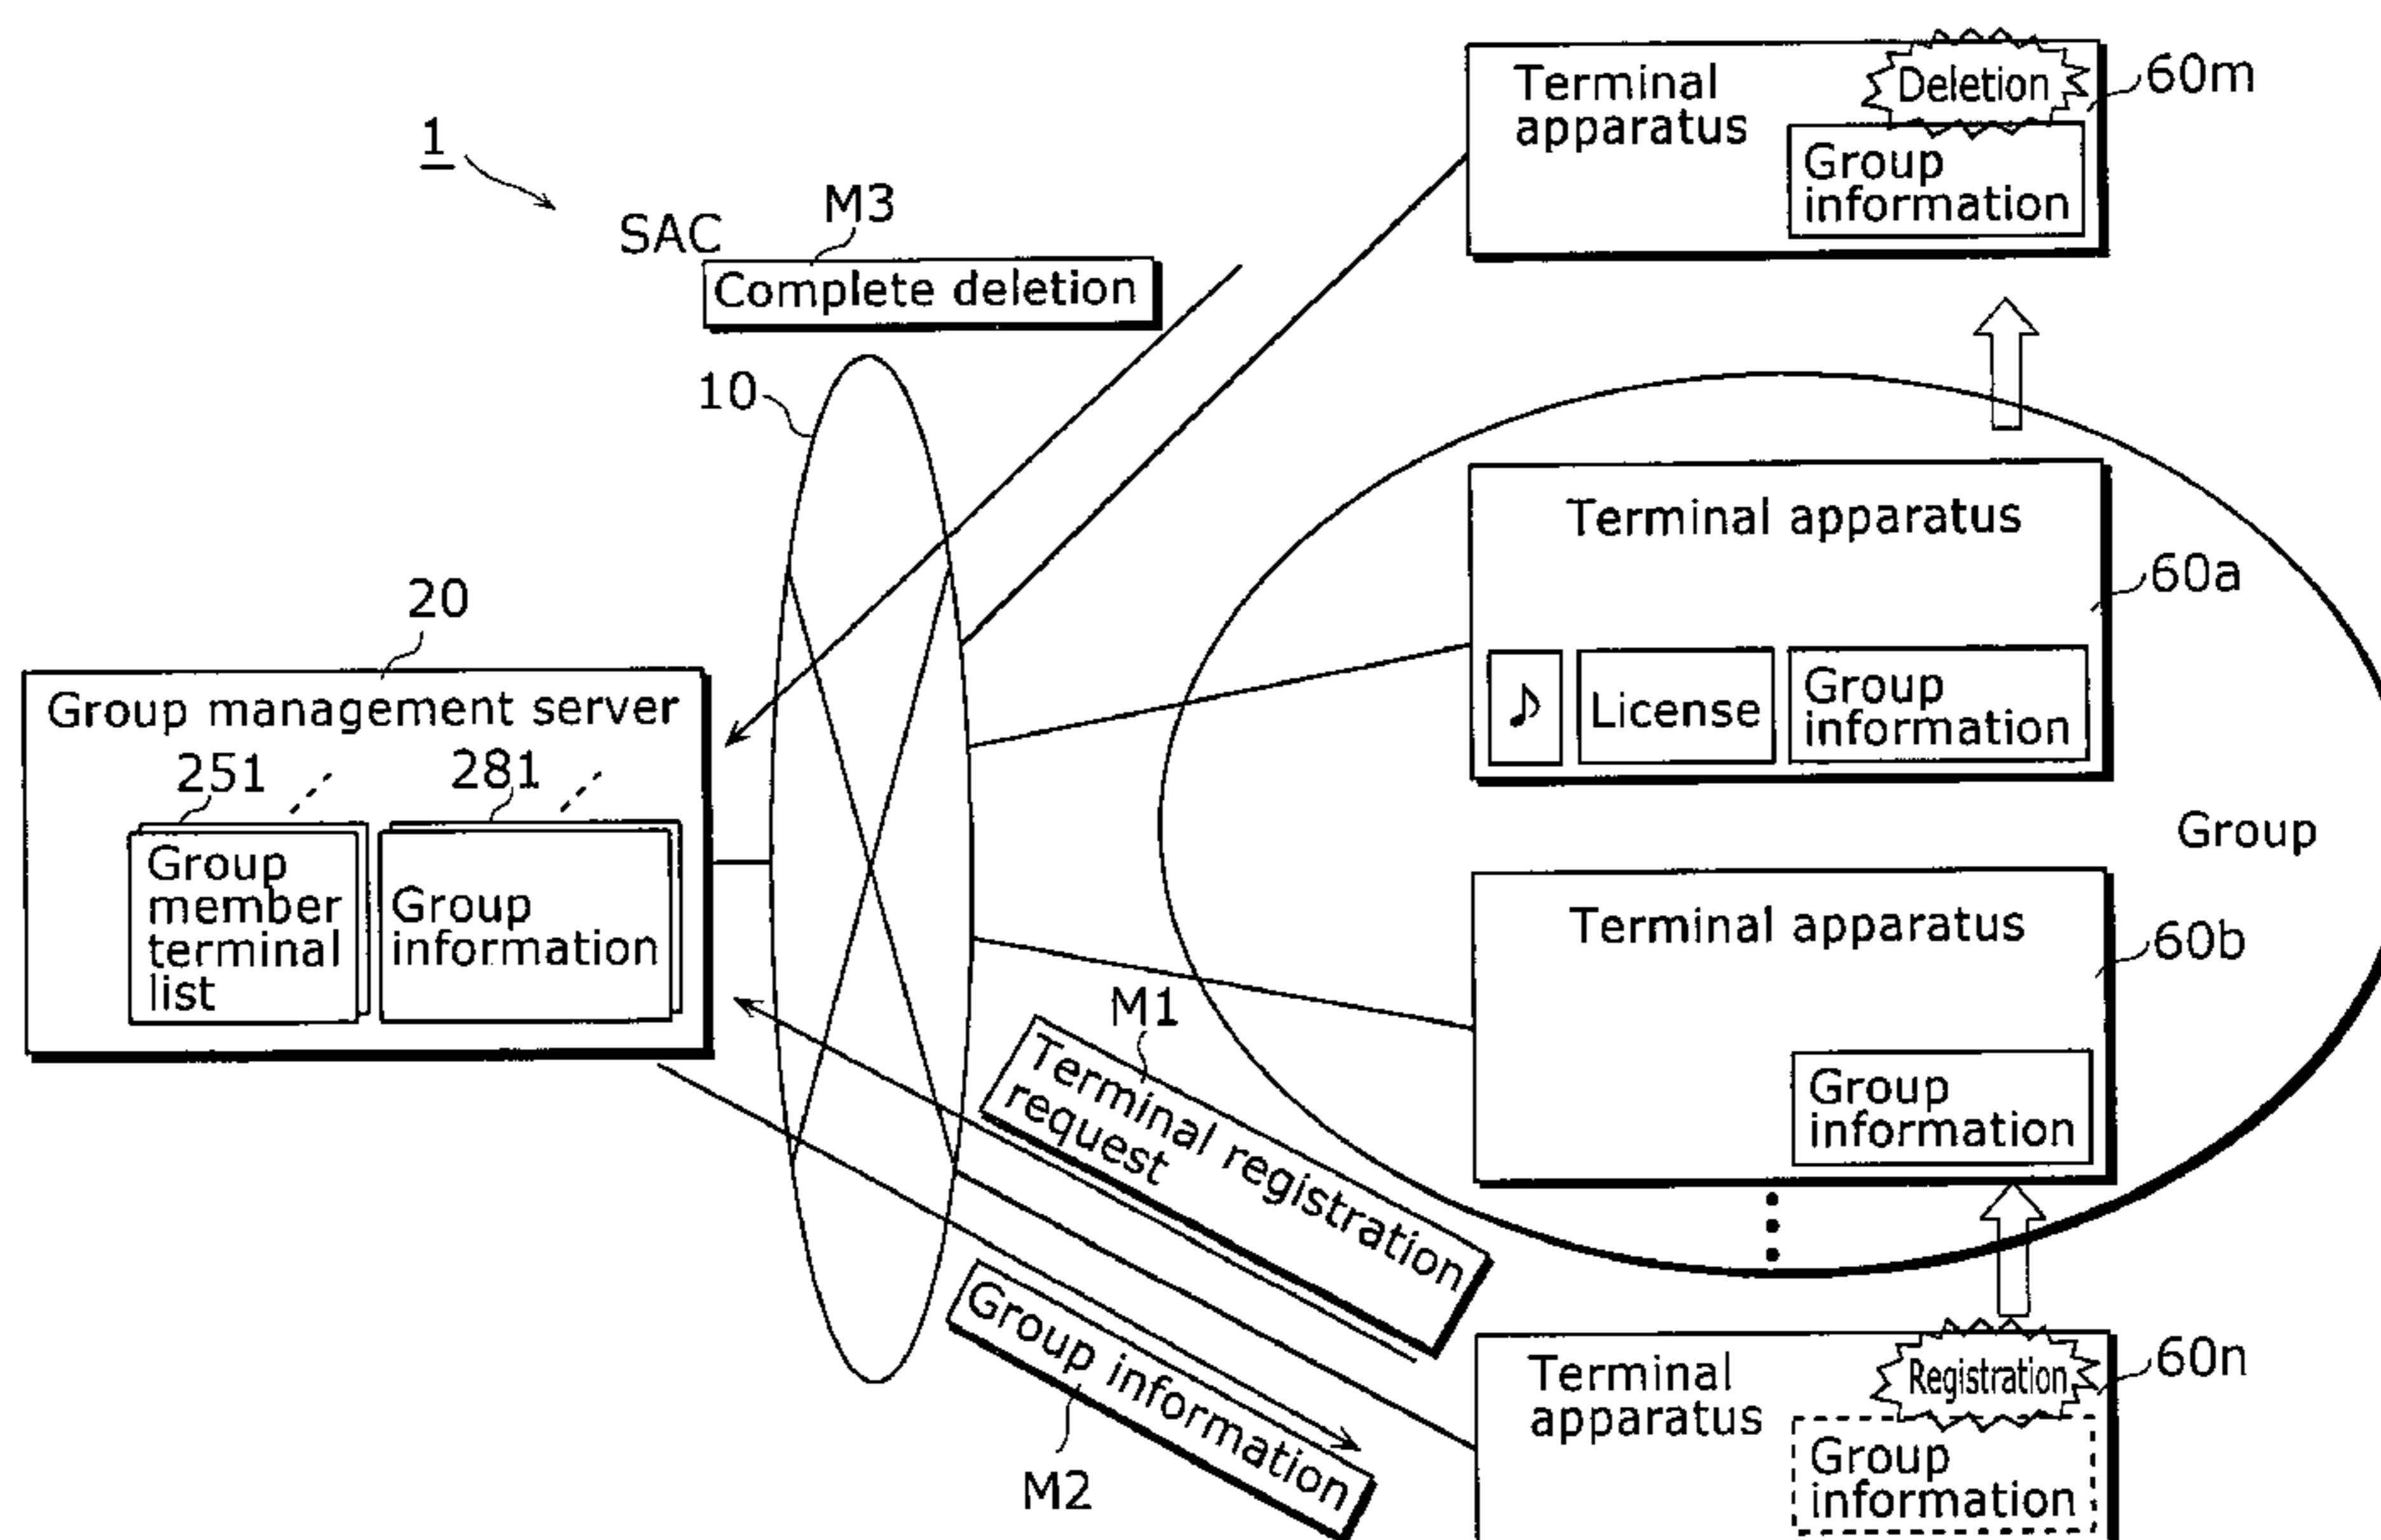 1
SAC
M3
Complete deletion
10
20
Group management server
251
281
Group
member
terminal
list
Group
information
Terminal
apparatus
Deletion
60m
Group
information
Terminal apparatus
60a
♪
License
Group
information
Group
Terminal apparatus
60b
Group
information
M1
Terminal registration
request
Group information
M2
Terminal
apparatus
Registration
60n
Group
information